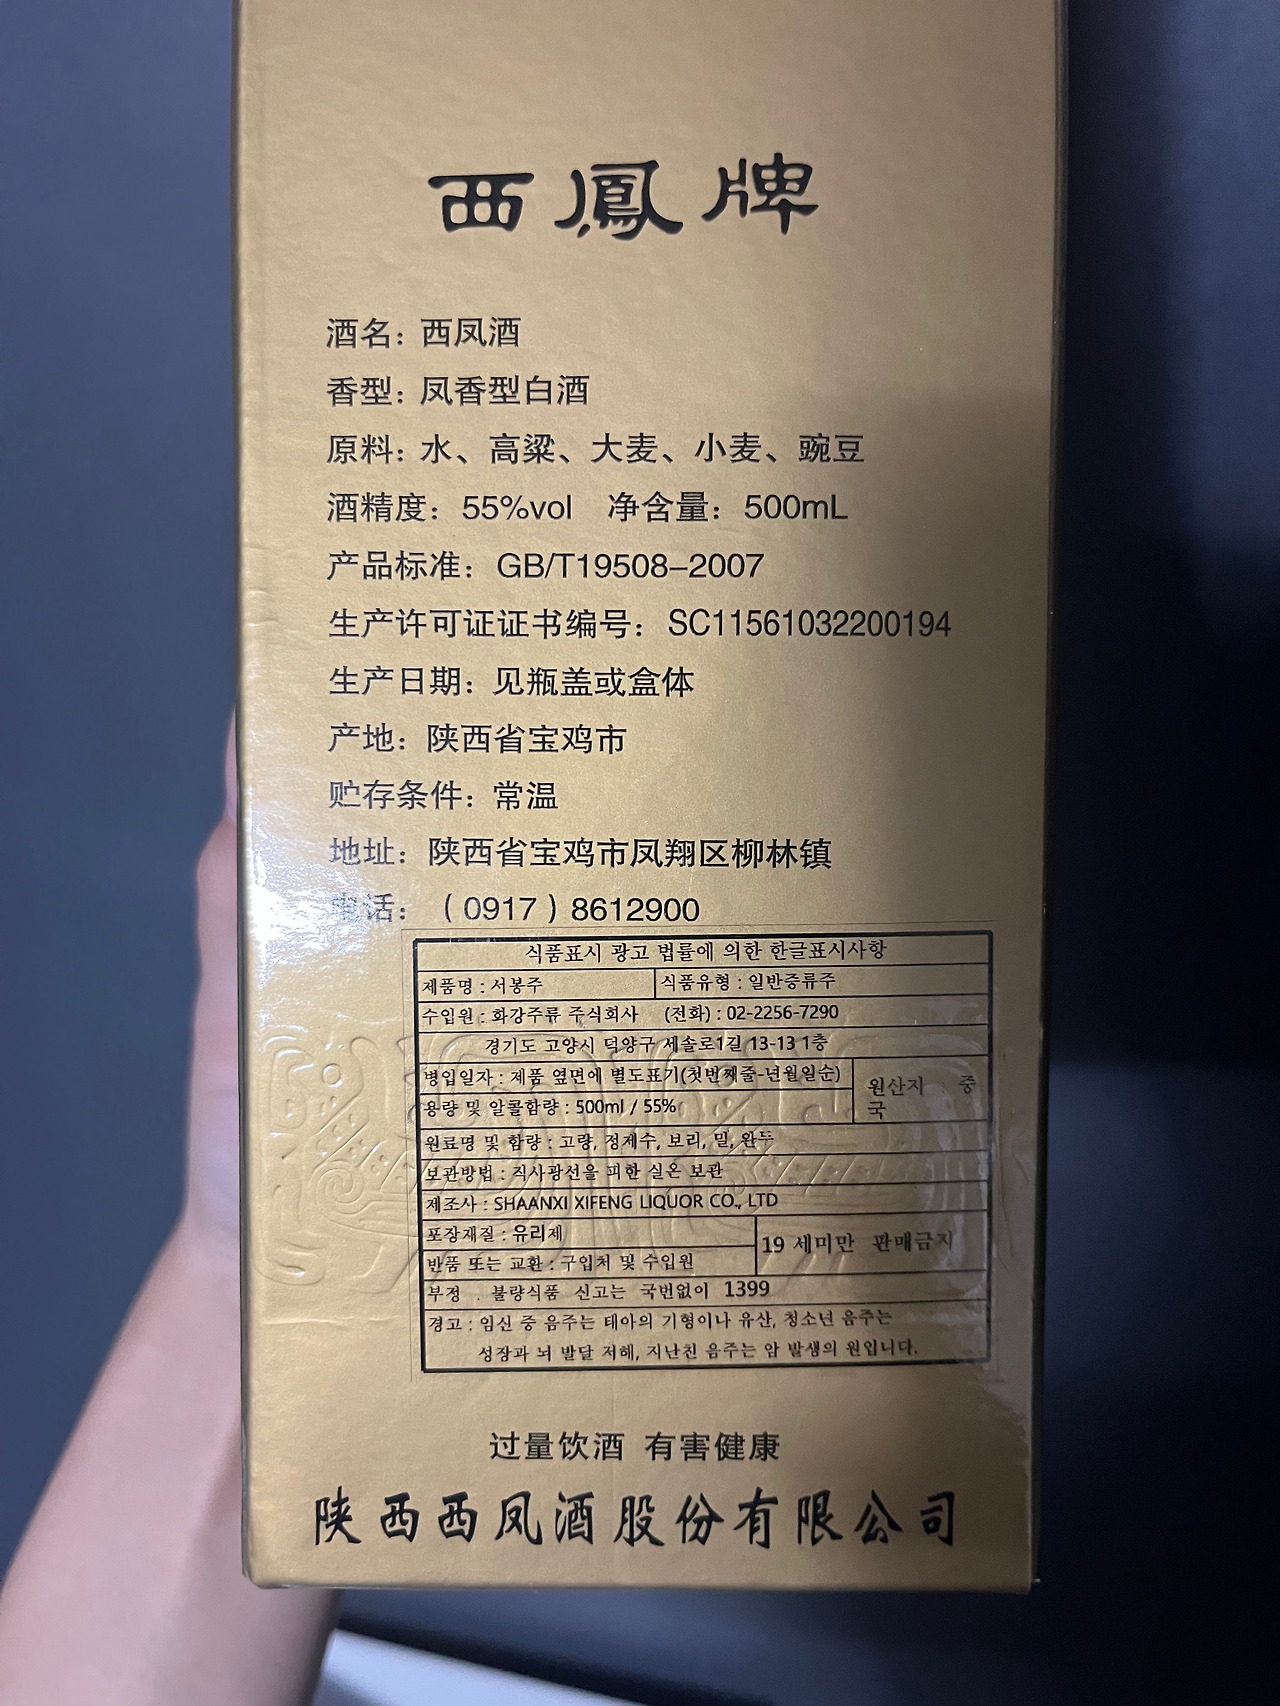 西鳳牌
酒名：西凤酒
香型：凤香型白酒
原料：水、高粱、大麦、小麦、豌豆
酒精度：55%vol 净含量：500mL
产品标准：GB/T19508-2007
生产许可证证书编号：SC11561032200194
生产日期：见瓶盖或盒体
产地：陕西省宝鸡市
贮存条件：常温
地址：陕西省宝鸡市凤翔区柳林镇
电话：（0917）8612900
식품표시 광고 법률에 의한 한글표시사항
제품명 : 서봉주 식품유형 : 일반증류주
수입원 : 화강주류 주식회사 (전화) : 02-2256-7290
경기도 고양시 덕양구 세솔로1길 13-13 1층
병입일자 : 제품 옆면에 별도표기(첫번째줄-년월일순)
용량 및 알콜함량 : 500ml / 55%
원산지 : 중
국
원료명 및 함량 : 고량, 정제수, 보리, 밀, 완두
보관방법 : 직사광선을 피한 실온 보관
제조사 : SHAANXI XIFENG LIQUOR CO., LTD
포장재질 : 유리제
반품 또는 교환 : 구입처 및 수입원
19 세미만 판매금지
부정 . 불량식품 신고는 국번없이 1399
경고 : 임신 중 음주는 태아의 기형이나 유산, 청소년 음주는
성장과 뇌 발달 저해, 지나친 음주는 암 발생의 원입니다.
过量饮酒 有害健康
陕西西凤酒股份有限公司